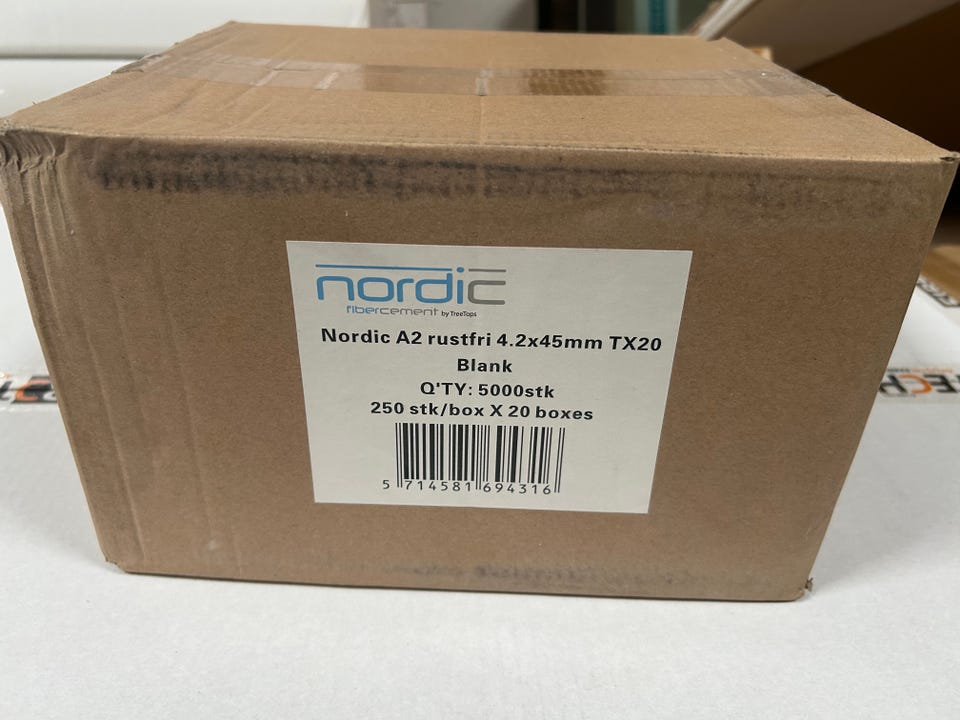 nordic
fibercement by TreeTops
Nordic A2 rustfri 4.2x45mm TX20
Blank
Q'TY: 5000stk
250 stk/box X 20 boxes
5 714581 694316
ECP